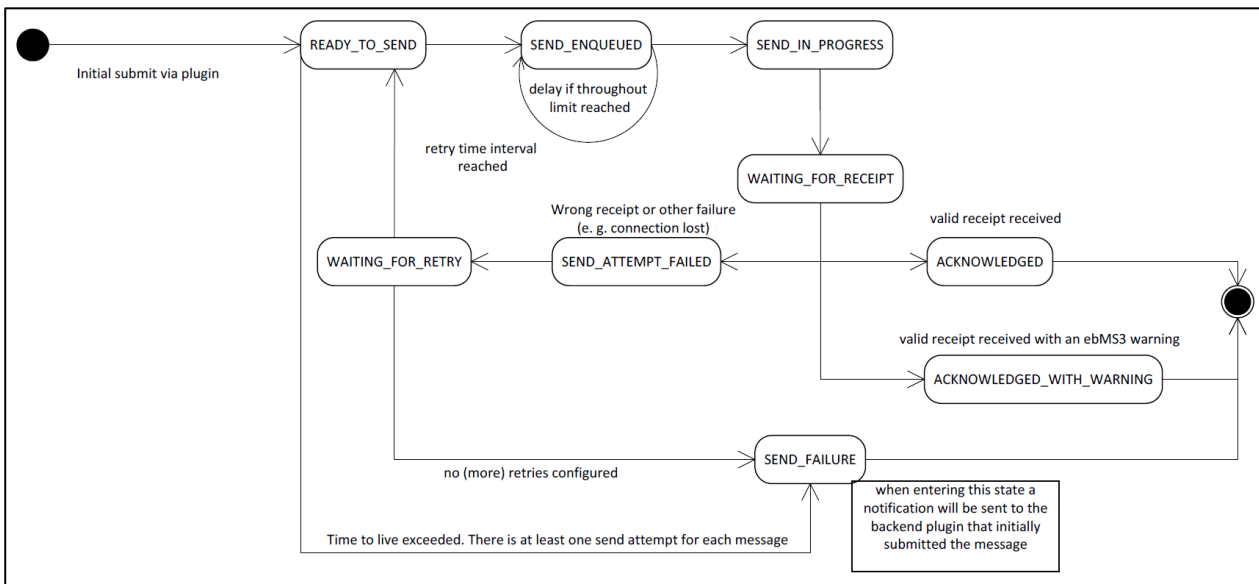 READY_TO_SEND
SEND_ENQUEUED
SEND_IN_PROGRESS
Initial submit via plugin
delay if throughout
limit reached
retry time interval
reached
WAITING_FOR_RECEIPT
Wrong receipt or other failure
(e. g. connection lost)
valid receipt received
WAITING_FOR_RETRY
SEND_ATTEMPT_FAILED
ACKNOWLEDGED
valid receipt received with an ebMS3 warning
ACKNOWLEDGED_WITH_WARNING
SEND_FAILURE
no (more) retries configured
when entering this state a
notification will be sent to the
backend plugin that initially
submitted the message
Time to live exceeded. There is at least one send attempt for each message